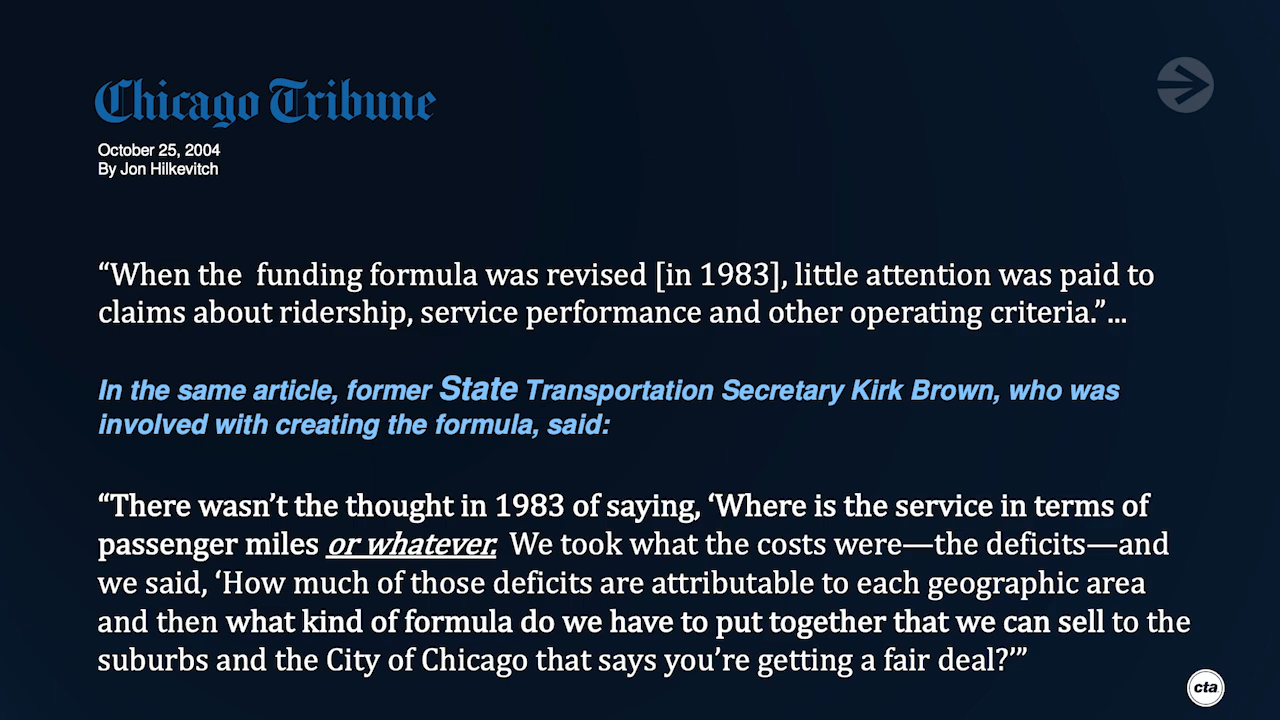 Chicago Tribune
October 25, 2004
By Jon Hilkevitch
“When the  funding formula was revised [in 1983], little attention was paid to
claims about ridership, service performance and other operating criteria.”...
In the same article, former State Transportation Secretary Kirk Brown, who was
involved with creating the formula, said:
“There wasn’t the thought in 1983 of saying, ‘Where is the service in terms of
passenger miles or whatever.  We took what the costs were—the deficits—and
we said, ‘How much of those deficits are attributable to each geographic area
and then what kind of formula do we have to put together that we can sell to the
suburbs and the City of Chicago that says you’re getting a fair deal?’”
cta